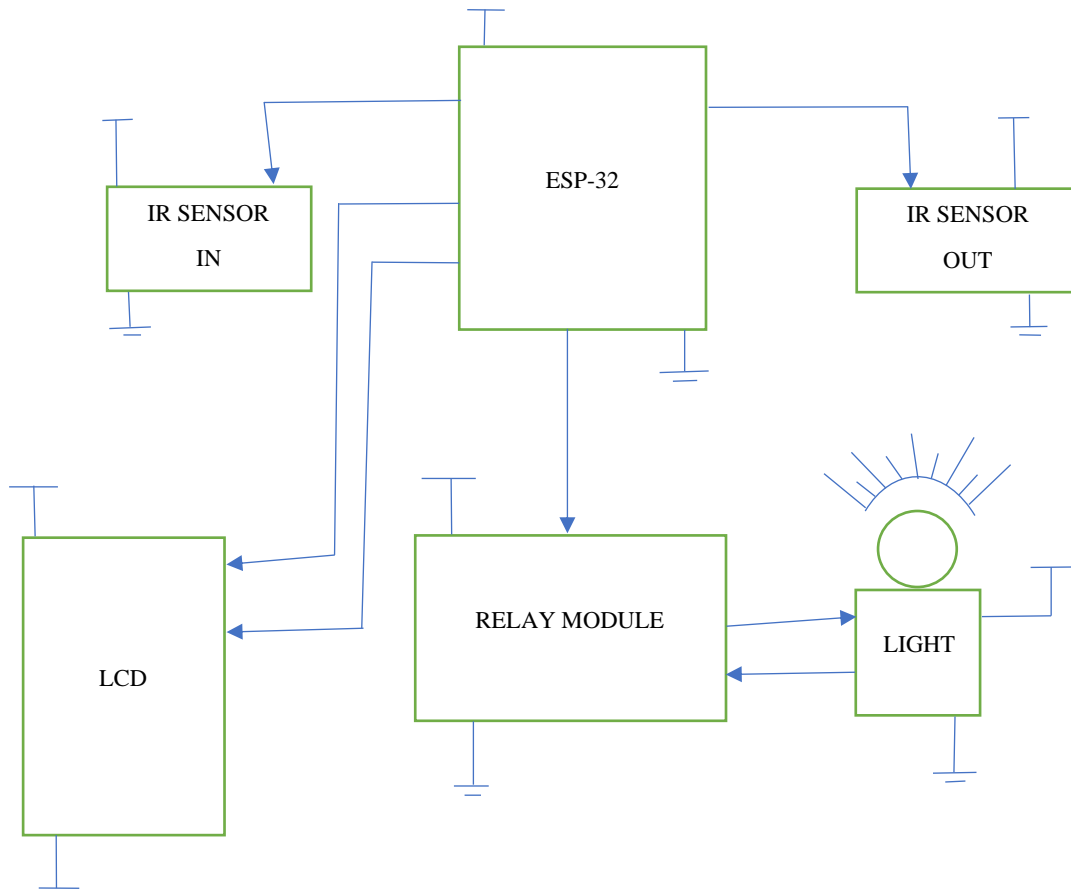 ESP-32
IR SENSOR
IN
IR SENSOR
OUT
RELAY MODULE
LIGHT
LCD